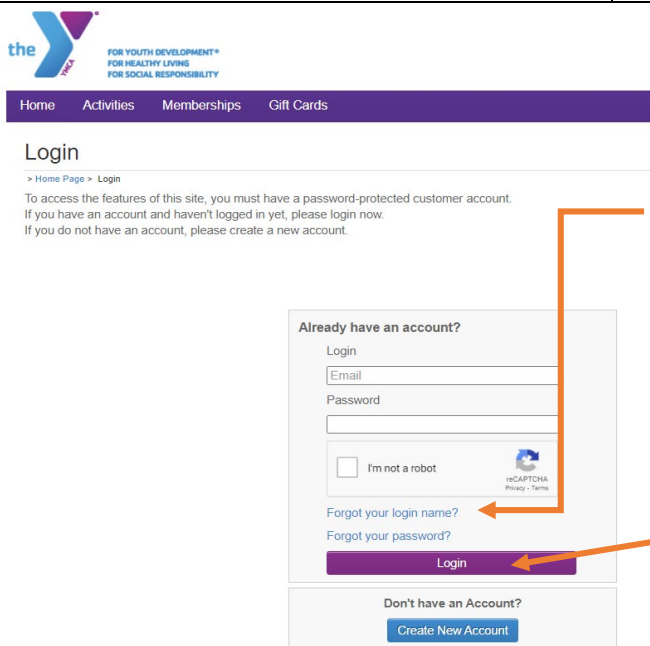 the
YMCA
FOR YOUTH DEVELOPMENT®
FOR HEALTHY LIVING
FOR SOCIAL RESPONSIBILITY
Home Activities Memberships Gift Cards
Login
> Home Page > Login
To access the features of this site, you must have a password-protected customer account.
If you have an account and haven't logged in yet, please login now.
If you do not have an account, please create a new account.
Already have an account?
Login
Email
Password
I'm not a robot
reCAPTCHA
Privacy - Terms
Forgot your login name?
Forgot your password?
Login
Don't have an Account?
Create New Account